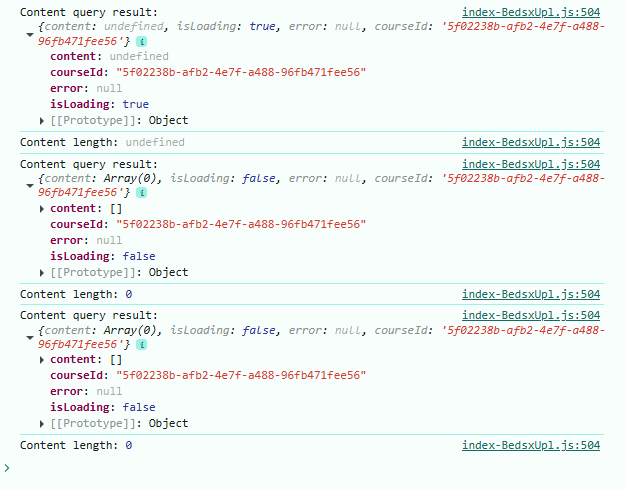 Content query result: index-BedsxUpl.js:504
{content: undefined, isLoading: true, error: null, courseId: '5f02238b-afb2-4e7f-a488-
96fb471fee56'} i
content: undefined
courseId: "5f02238b-afb2-4e7f-a488-96fb471fee56"
error: null
isLoading: true
[[Prototype]]: Object
Content length: undefined index-BedsxUpl.js:504
Content query result: index-BedsxUpl.js:504
{content: Array(0), isLoading: false, error: null, courseId: '5f02238b-afb2-4e7f-a488-
96fb471fee56'} i
content: []
courseId: "5f02238b-afb2-4e7f-a488-96fb471fee56"
error: null
isLoading: false
[[Prototype]]: Object
Content length: 0 index-BedsxUpl.js:504
Content query result: index-BedsxUpl.js:504
{content: Array(0), isLoading: false, error: null, courseId: '5f02238b-afb2-4e7f-a488-
96fb471fee56'} i
content: []
courseId: "5f02238b-afb2-4e7f-a488-96fb471fee56"
error: null
isLoading: false
[[Prototype]]: Object
Content length: 0 index-BedsxUpl.js:504
>